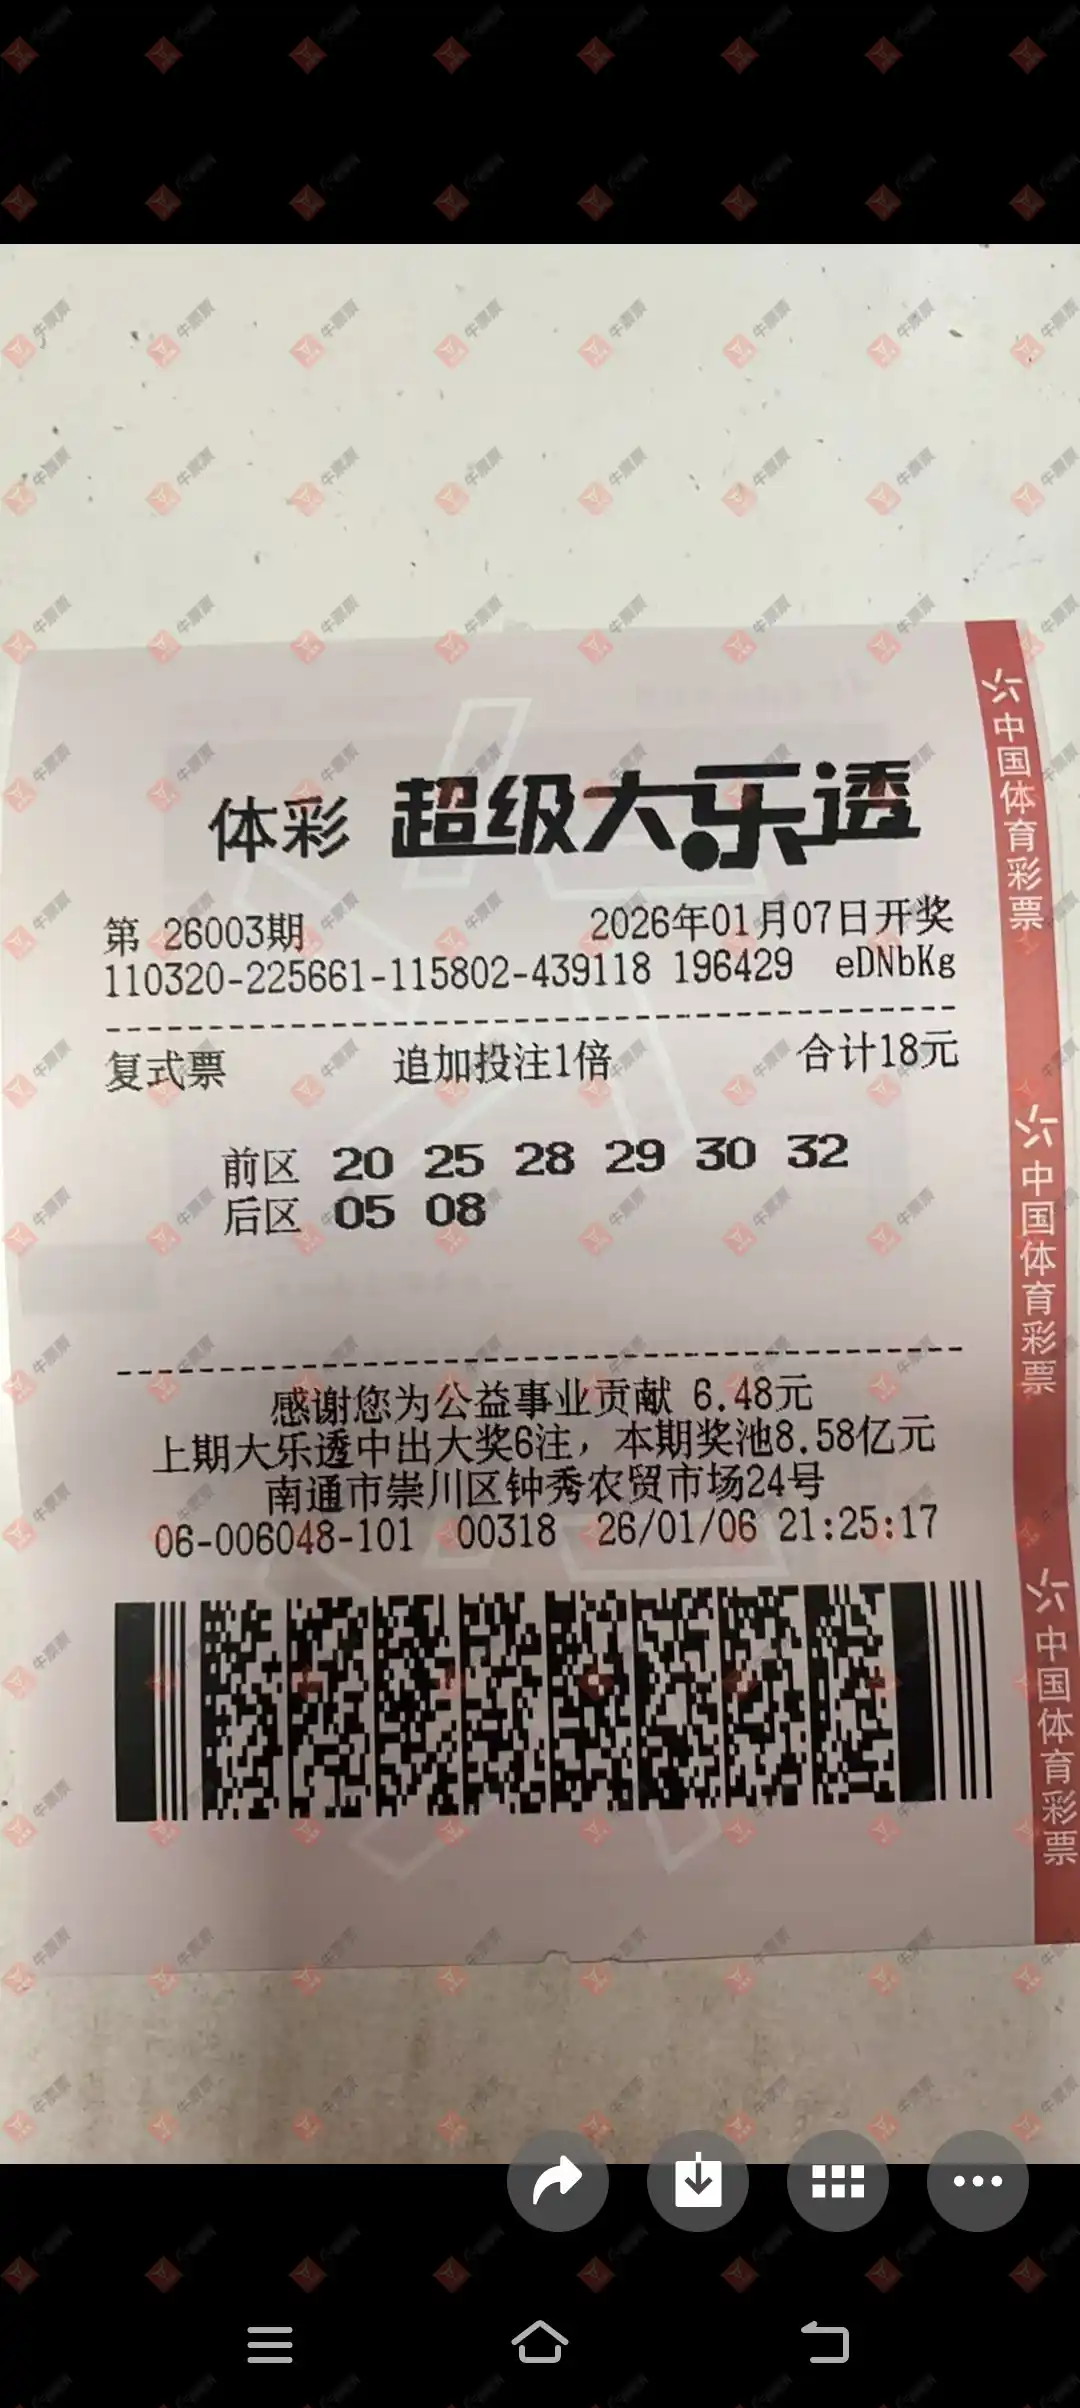 体彩 超级大乐透
第 26003期 2026年01月07日开奖
110320-225661-115802-439118 196429 eDNbKg
复式票 追加投注1倍 合计18元
前区 20 25 28 29 30 32
后区 05 08
感谢您为公益事业贡献 6.48元
上期大乐透中出大奖6注，本期奖池8.58亿元
南通市崇川区钟秀农贸市场24号
06-006048-101 00318 26/01/06 21:25:17
中国体育彩票
中国体育彩票
中国体育彩票
牛票票